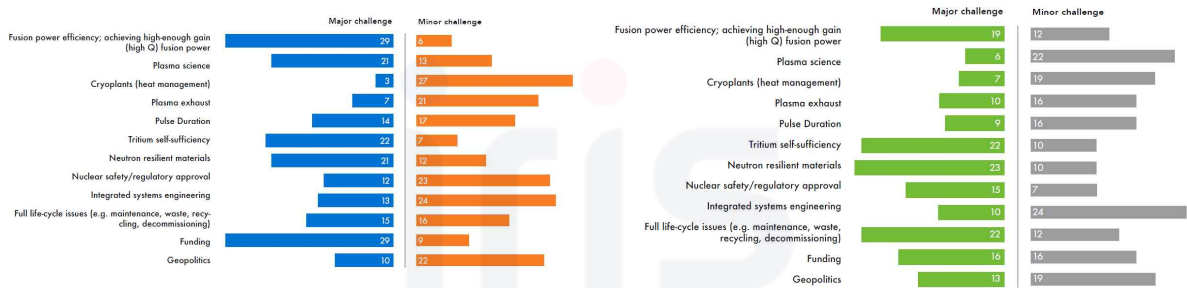 Major challenge Minor challenge
Fusion power efficiency; achieving high-enough gain
(high Q) fusion power 29 6
Plasma science 21 13
Cryoplants (heat management) 3 27
Plasma exhaust 7 21
Pulse Duration 14 17
Tritium self-sufficiency 22 7
Neutron resilient materials 21 12
Nuclear safety/regulatory approval 12 23
Integrated systems engineering 13 24
Full life-cycle issues (e.g. maintenance, waste, recy-
cling, decommissioning) 15 16
Funding 29 9
Geopolitics 10 22
Major challenge Minor challenge
Fusion power efficiency; achieving high-enough gain
(high Q) fusion power 19 12
Plasma science 6 22
Cryoplants (heat management) 7 19
Plasma exhaust 10 16
Pulse Duration 9 16
Tritium self-sufficiency 22 10
Neutron resilient materials 23 10
Nuclear safety/regulatory approval 15 7
Integrated systems engineering 10 24
Full life-cycle issues (e.g. maintenance, waste,
recycling, decommissioning) 22 12
Funding 16 16
Geopolitics 13 19
ifis